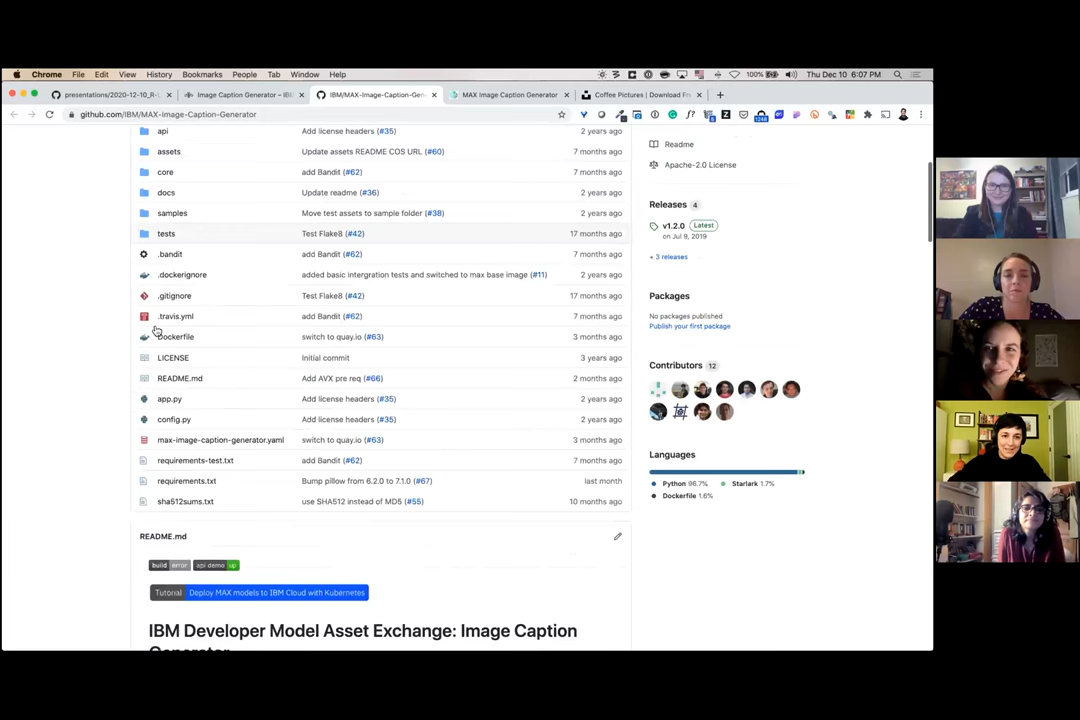 Chrome File Edit View History Bookmarks People Tab Window Help 100% Thu Dec 10 6:07 PM
presentations/2020-12-10_R-L Image Caption Generator – IB IBM/MAX-Image-Caption-Gen MAX Image Caption Generator Coffee Pictures | Download Fr
github.com/IBM/MAX-Image-Caption-Generator
api Add license headers (#35) 2 years ago
assets Update assets README COS URL (#60) 7 months ago
core add Bandit (#62) 7 months ago
docs Update readme (#36) 2 years ago
samples Move test assets to sample folder (#38) 2 years ago
tests Test Flake8 (#42) 17 months ago
.bandit add Bandit (#62) 7 months ago
.dockerignore added basic intergration tests and switched to max base image (#11) 2 years ago
.gitignore Test Flake8 (#42) 17 months ago
.travis.yml add Bandit (#62) 7 months ago
Dockerfile switch to quay.io (#63) 3 months ago
LICENSE Initial commit 3 years ago
README.md Add AVX pre req (#66) 2 months ago
app.py Add license headers (#35) 2 years ago
config.py Add license headers (#35) 2 years ago
max-image-caption-generator.yaml switch to quay.io (#63) 3 months ago
requirements-test.txt add Bandit (#62) 7 months ago
requirements.txt Bump pillow from 6.2.0 to 7.1.0 (#67) last month
sha512sums.txt use SHA512 instead of MD5 (#55) 10 months ago
README.md
build error api demo up
Tutorial Deploy MAX models to IBM Cloud with Kubernetes
IBM Developer Model Asset Exchange: Image Caption
Generator
Readme
Apache-2.0 License
Releases 4
v1.2.0 Latest
on Jul 9, 2019
+ 3 releases
Packages
No packages published
Publish your first package
Contributors 12
Languages
Python 96.7% Starlark 1.7%
Dockerfile 1.6%